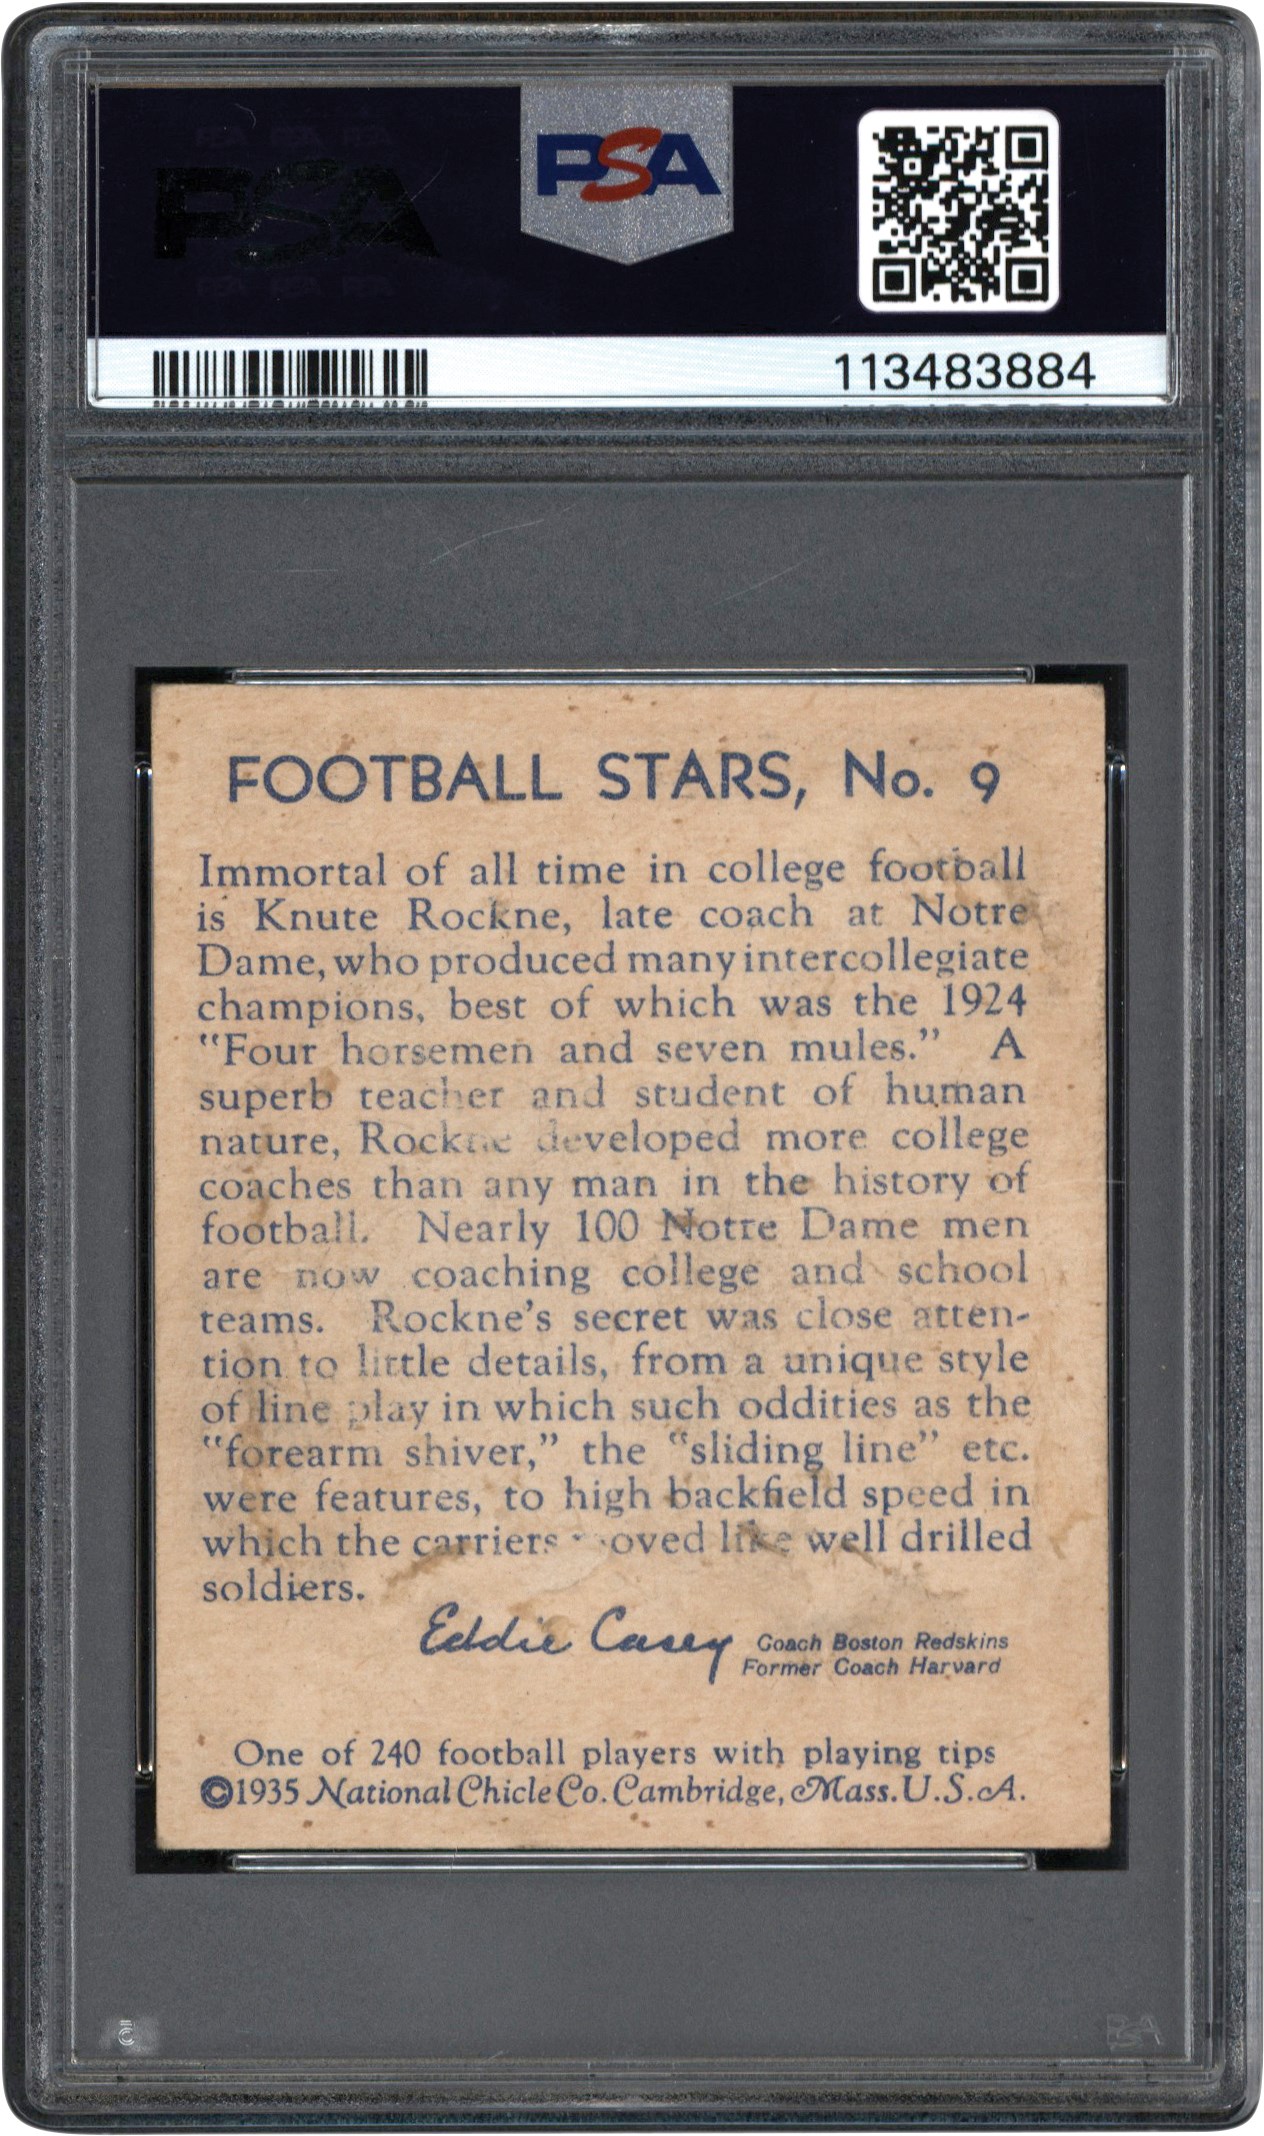 PSA
PSA
113483884
FOOTBALL STARS, No. 9
Immortal of all time in college football
is Knute Rockne, late coach at Notre
Dame, who produced many intercollegiate
champions, best of which was the 1924
"Four horsemen and seven mules." A
superb teacher and student of human
nature, Rockne developed more college
coaches than any man in the history of
football. Nearly 100 Notre Dame men
are now coaching college and school
teams. Rockne's secret was close atten-
tion to little details, from a unique style
of line play in which such oddities as the
"forearm shiver," the "sliding line" etc.
were features, to high backfield speed in
which the carriers moved like well drilled
soldiers.
Eddie Casey Coach Boston Redskins
Former Coach Harvard
One of 240 football players with playing tips
©1935 National Chicle Co. Cambridge, Mass. U.S.A.
PSA